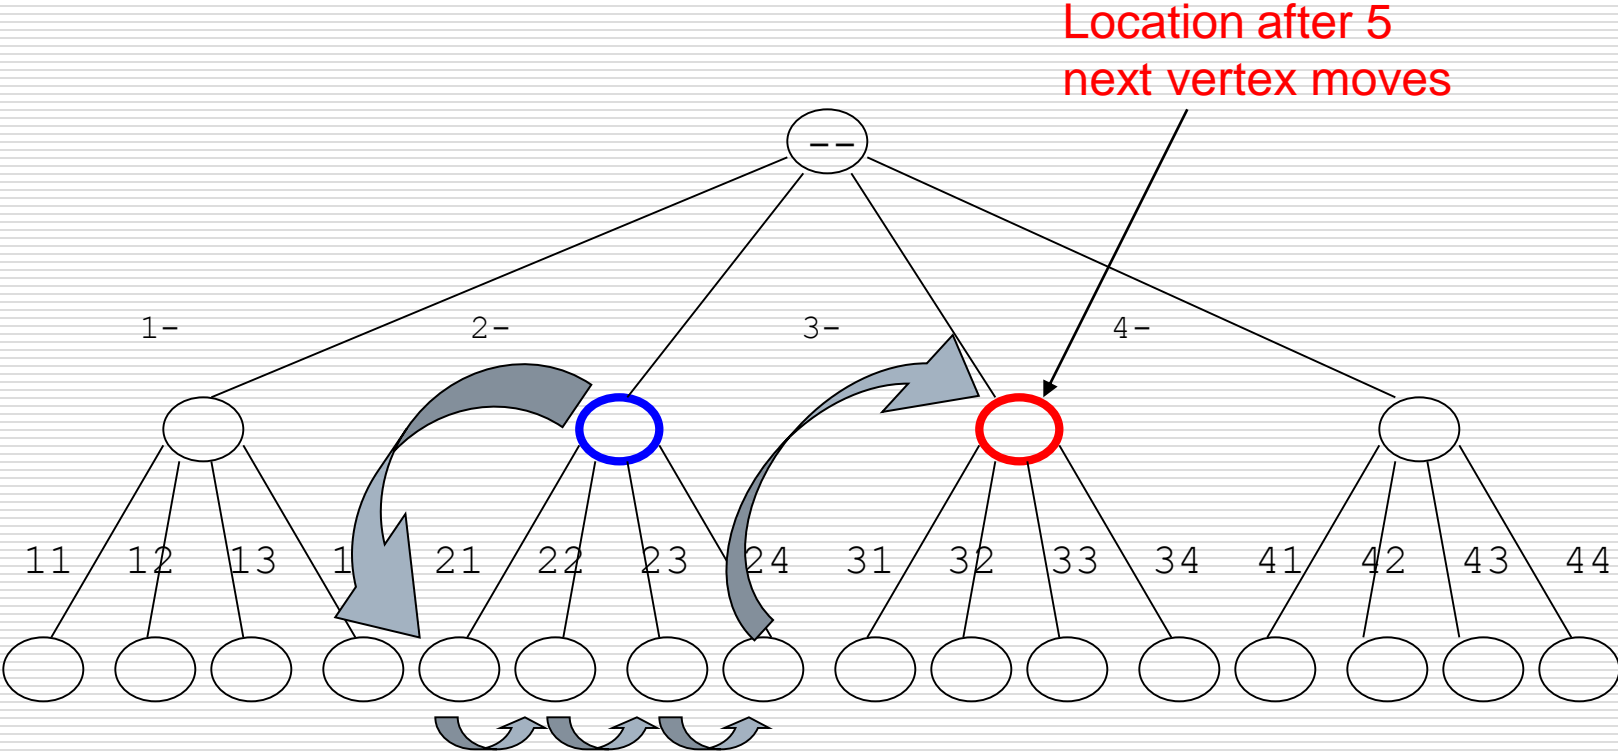 Location after 5
next vertex moves
--
1- 2- 3- 4-
11 12 13 1 21 22 23 24 31 32 33 34 41 42 43 44